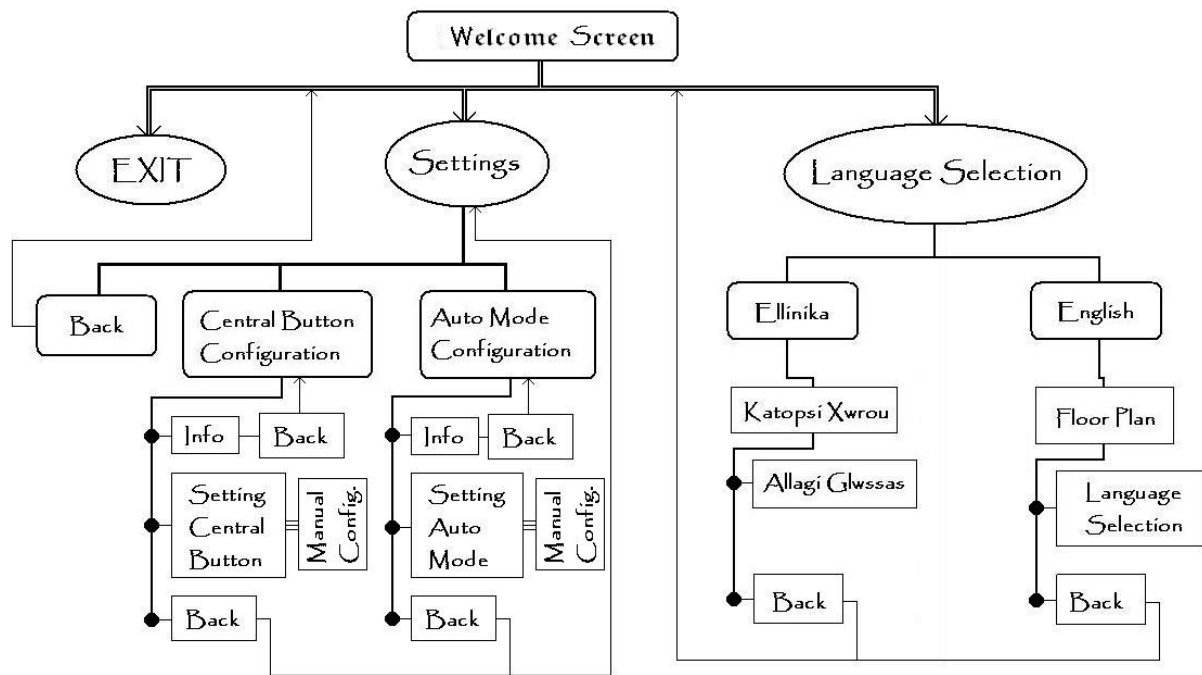 Welcome Screen
EXIT
Settings
Language Selection
Back
Central Button
Configuration
Auto Mode
Configuration
Ellinika
English
Info
Back
Info
Back
Katopsi Xwrou
Floor Plan
Setting
Central
Button
Manual
Config.
Setting
Auto
Mode
Manual
Config.
Allagi Glwssas
Language
Selection
Back
Back
Back
Back